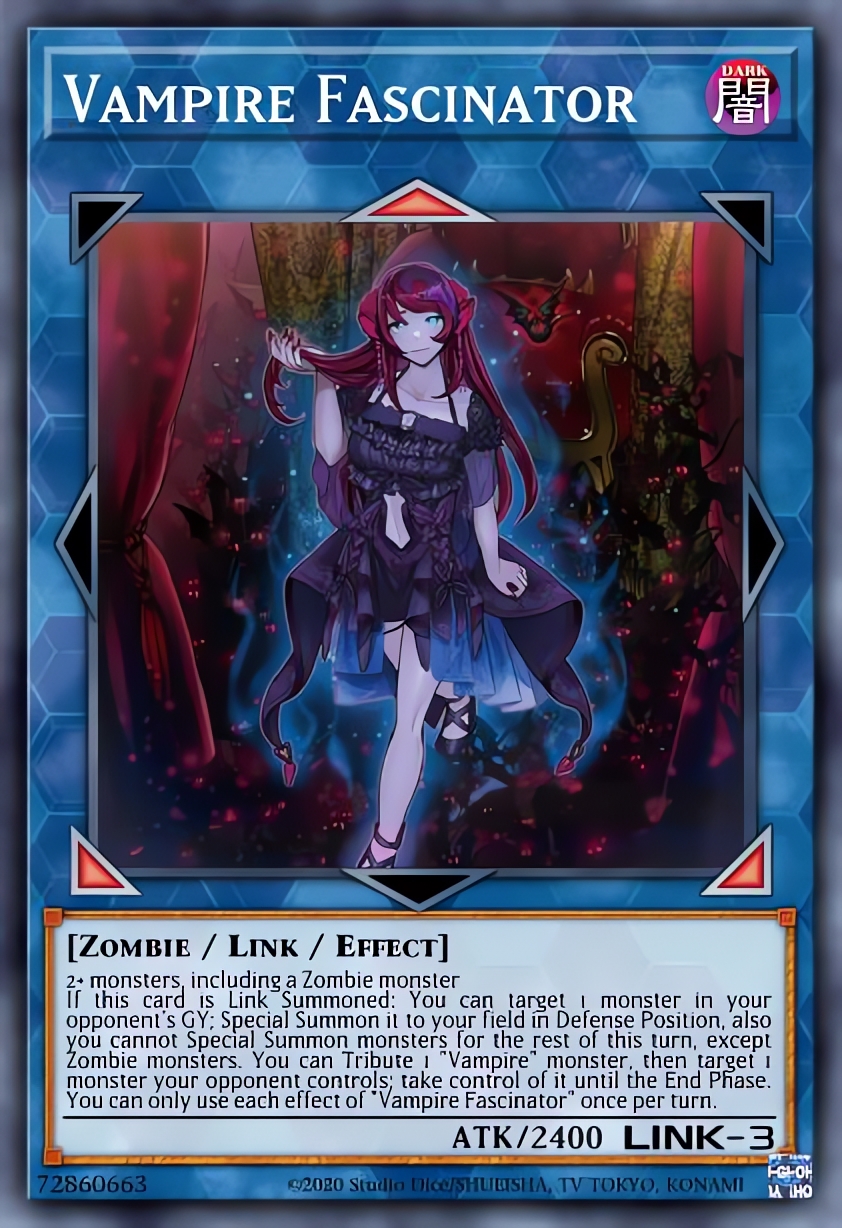 VAMPIRE FASCINATOR
DARK
闇
[ZOMBIE / LINK / EFFECT]
2+ monsters, including a Zombie monster
If this card is Link Summoned: You can target 1 monster in your
opponent's GY; Special Summon it to your field in Defense Position, also
you cannot Special Summon monsters for the rest of this turn, except
Zombie monsters. You can Tribute 1 "Vampire" monster, then target 1
monster your opponent controls; take control of it until the End Phase.
You can only use each effect of "Vampire Fascinator" once per turn.
ATK/2400 LINK-3
72860663 ©2020 Studio Dice/SHUEISHA, TV TOKYO, KONAMI